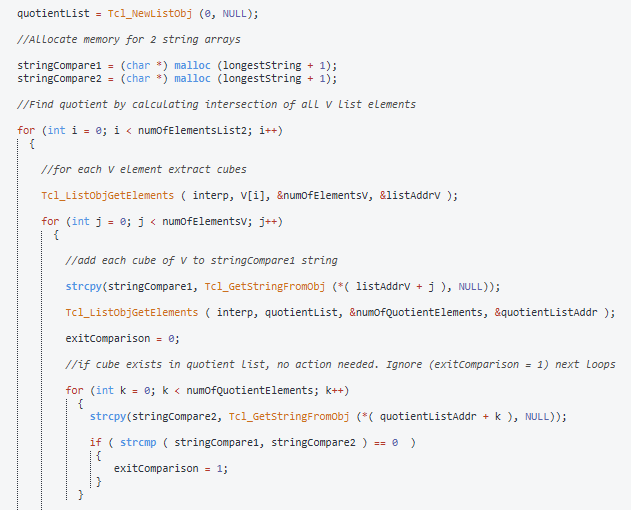 quotientList = Tcl_NewListObj (0, NULL);
//Allocate memory for 2 string arrays
stringCompare1 = (char *) malloc (longestString + 1);
stringCompare2 = (char *) malloc (longestString + 1);
//Find quotient by calculating intersection of all V list elements
for (int i = 0; i < numOfElementsList2; i++)
{
//for each V element extract cubes
Tcl_ListObjGetElements ( interp, V[i], &numOfElementsV, &listAddrV );
for (int j = 0; j < numOfElementsV; j++)
{
//add each cube of V to stringCompare1 string
strcpy(stringCompare1, Tcl_GetStringFromObj (*( listAddrV + j ), NULL));
Tcl_ListObjGetElements ( interp, quotientList, &numOfQuotientElements, &quotientListAddr );
exitComparison = 0;
//if cube exists in quotient list, no action needed. Ignore (exitComparison = 1) next loops
for (int k = 0; k < numOfQuotientElements; k++)
{
strcpy(stringCompare2, Tcl_GetStringFromObj (*( quotientListAddr + k ), NULL));
if ( strcmp ( stringCompare1, stringCompare2 ) == 0 )
{
exitComparison = 1;
}
}